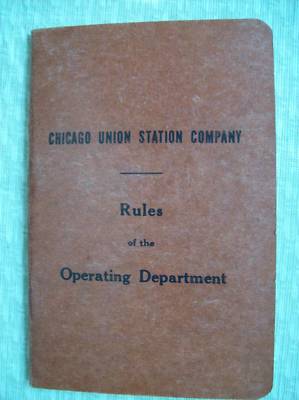 CHICAGO UNION STATION COMPANY
Rules
of the
Operating Department